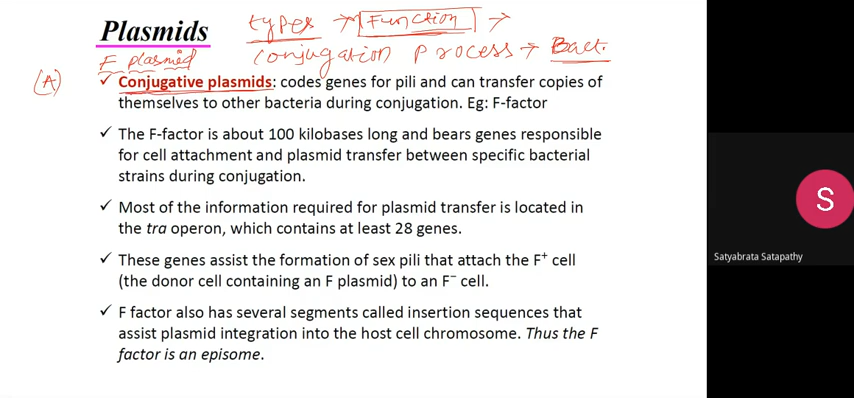 Plasmids types → Function →
F plasmid Conjugation Process → Bact.
(A) ✓ Conjugative plasmids: codes genes for pili and can transfer copies of
themselves to other bacteria during conjugation. Eg: F-factor
✓ The F-factor is about 100 kilobases long and bears genes responsible
for cell attachment and plasmid transfer between specific bacterial
strains during conjugation.
✓ Most of the information required for plasmid transfer is located in
the tra operon, which contains at least 28 genes.
✓ These genes assist the formation of sex pili that attach the F⁺ cell
(the donor cell containing an F plasmid) to an F⁻ cell.
✓ F factor also has several segments called insertion sequences that
assist plasmid integration into the host cell chromosome. Thus the F
factor is an episome.
S
Satyabrata Satapathy